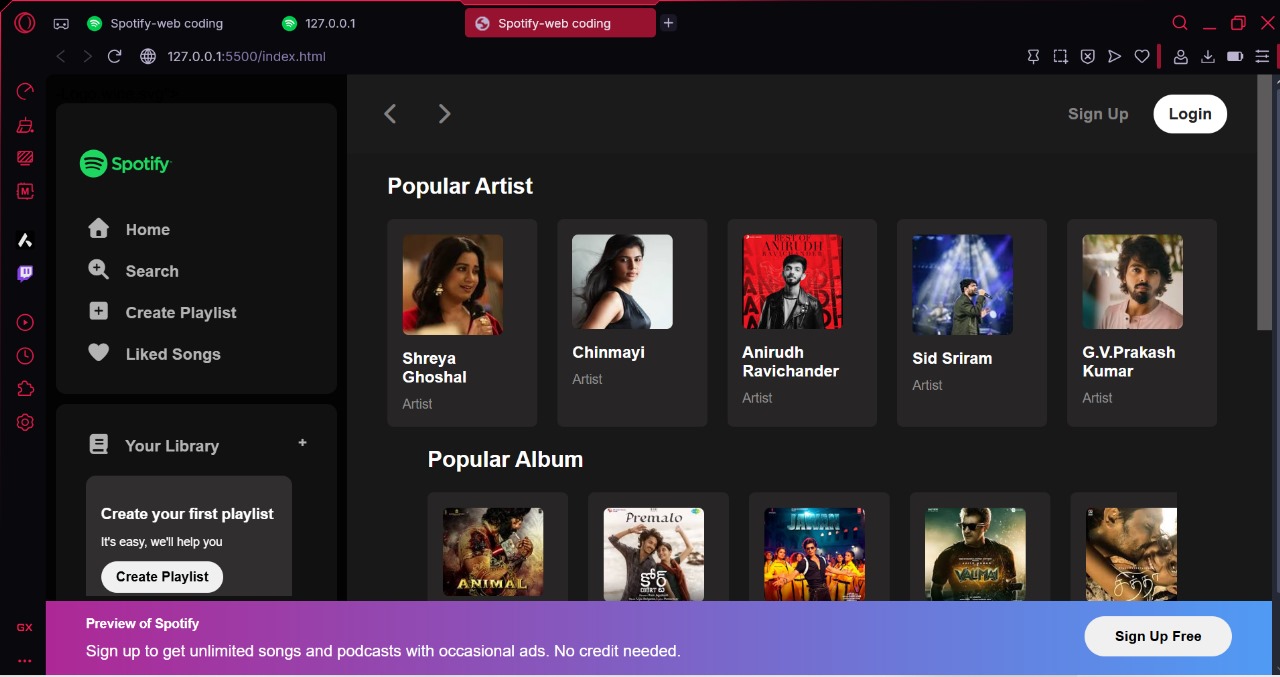 Spotify-web coding
127.0.0.1
Spotify-web coding
127.0.0.1:5500/index.html
Spotify
Home
Search
Create Playlist
Liked Songs
Your Library
+
Create your first playlist
It's easy, we'll help you
Create Playlist
Sign Up
Login
Popular Artist
BEST OF
ANIRUDH
RAVICHANDER
Shreya
Ghoshal
Artist
Chinmayi
Artist
Anirudh
Ravichander
Artist
Sid Sriram
Artist
G.V.Prakash
Kumar
Artist
Popular Album
ANIMAL
Premalo
కోర్ట్
JAWAN
VALIMAI
சித்தா
GX
Preview of Spotify
Sign up to get unlimited songs and podcasts with occasional ads. No credit needed.
Sign Up Free